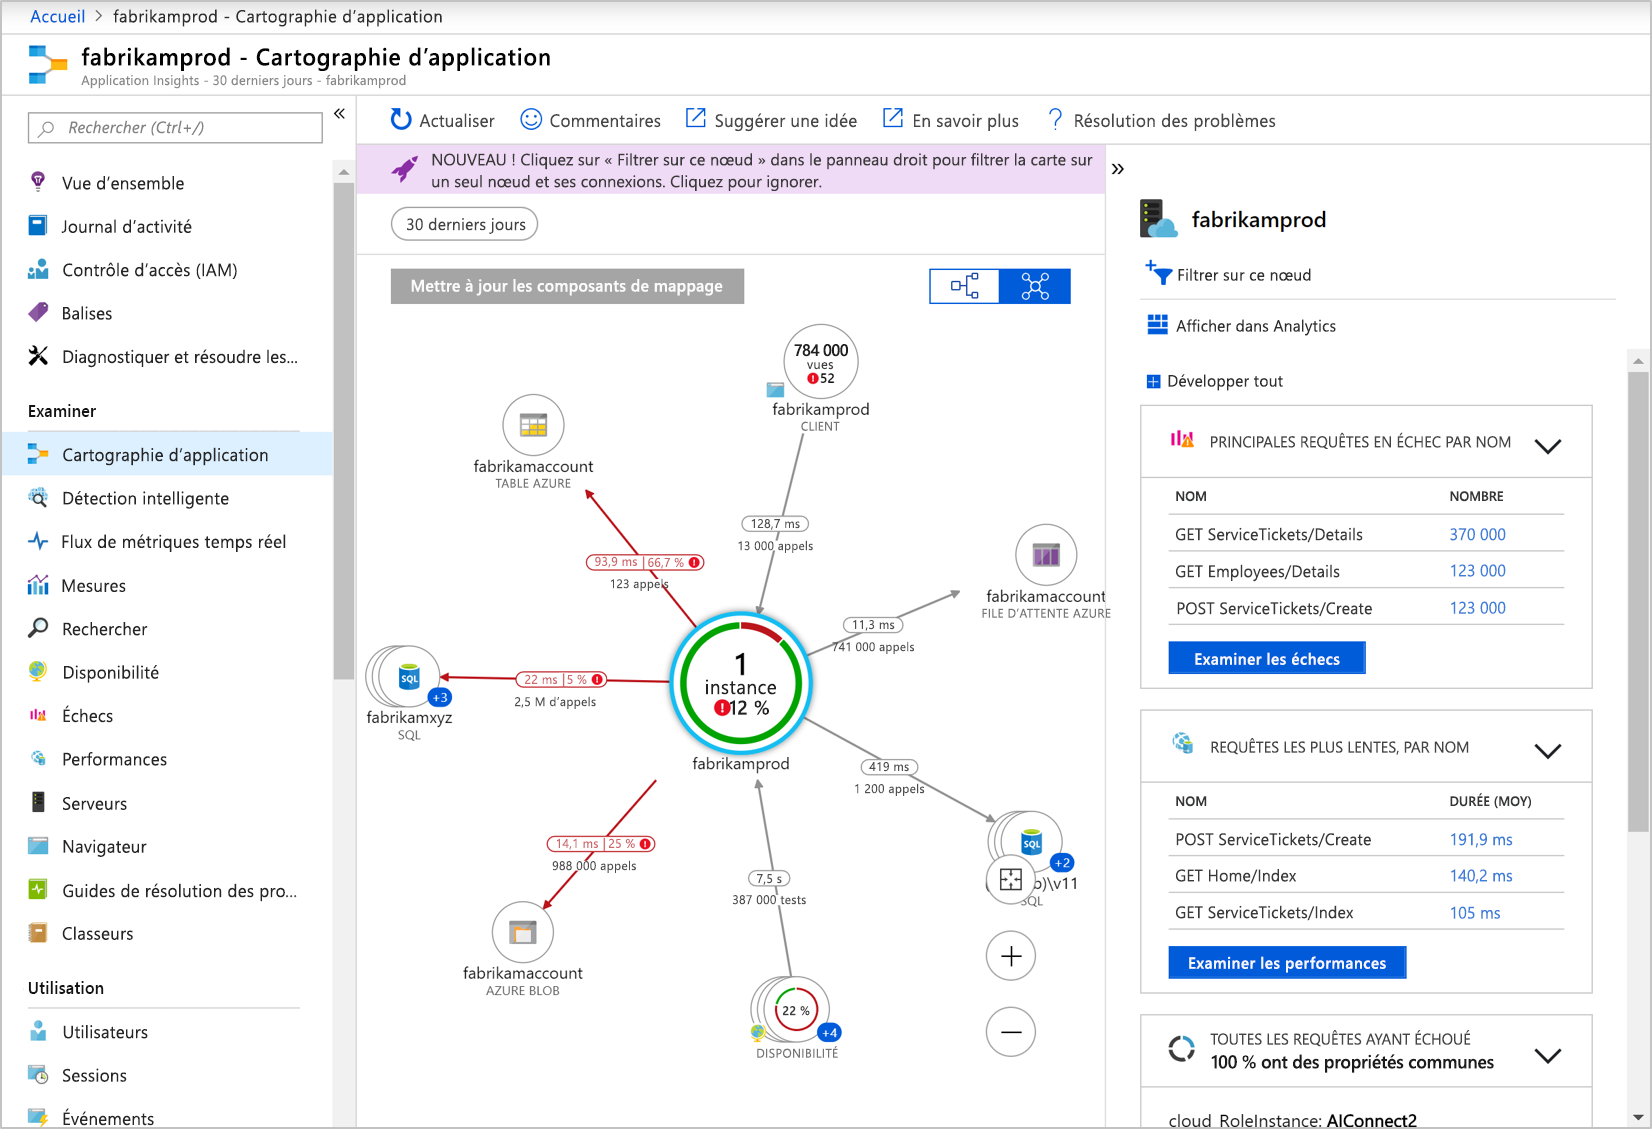 Accueil > fabrikamprod - Cartographie d’application
fabrikamprod - Cartographie d’application
Application Insights - 30 derniers jours - fabrikamprod
Rechercher (Ctrl+/)
«
Vue d’ensemble
Journal d’activité
Contrôle d’accès (IAM)
Balises
Diagnostiquer et résoudre les...
Examiner
Cartographie d’application
Détection intelligente
Flux de métriques temps réel
Mesures
Rechercher
Disponibilité
Échecs
Performances
Serveurs
Navigateur
Guides de résolution des pro...
Classeurs
Utilisation
Utilisateurs
Sessions
Événements
Actualiser
Commentaires
Suggérer une idée
En savoir plus
? Résolution des problèmes
NOUVEAU ! Cliquez sur « Filtrer sur ce nœud » dans le panneau droit pour filtrer la carte sur
un seul nœud et ses connexions. Cliquez pour ignorer.
30 derniers jours
Mettre à jour les composants de mappage
784 000
vues
52
fabrikamprod
CLIENT
fabrikamaccount
TABLE AZURE
128,7 ms
13 000 appels
93,9 ms | 66,7 %
123 appels
fabrikamaccount
FILE D’ATTENTE AZURE
11,3 ms
741 000 appels
1
instance
12 %
fabrikamprod
SQL
+3
fabrikamxyz
SQL
22 ms | 5 %
2,5 M d’appels
419 ms
1 200 appels
SQL
+2
b)\v11
SQL
14,1 ms | 25 %
988 000 appels
7,5 s
387 000 tests
fabrikamaccount
AZURE BLOB
22 %
+4
DISPONIBILITÉ
»
fabrikamprod
Filtrer sur ce nœud
Afficher dans Analytics
Développer tout
PRINCIPALES REQUÊTES EN ÉCHEC PAR NOM
NOM NOMBRE
GET ServiceTickets/Details 370 000
GET Employees/Details 123 000
POST ServiceTickets/Create 123 000
Examiner les échecs
REQUÊTES LES PLUS LENTES, PAR NOM
NOM DURÉE (MOY)
POST ServiceTickets/Create 191,9 ms
GET Home/Index 140,2 ms
GET ServiceTickets/Index 105 ms
Examiner les performances
TOUTES LES REQUÊTES AYANT ÉCHOUÉ
100 % ont des propriétés communes
cloud_RoleInstance: AIConnect2